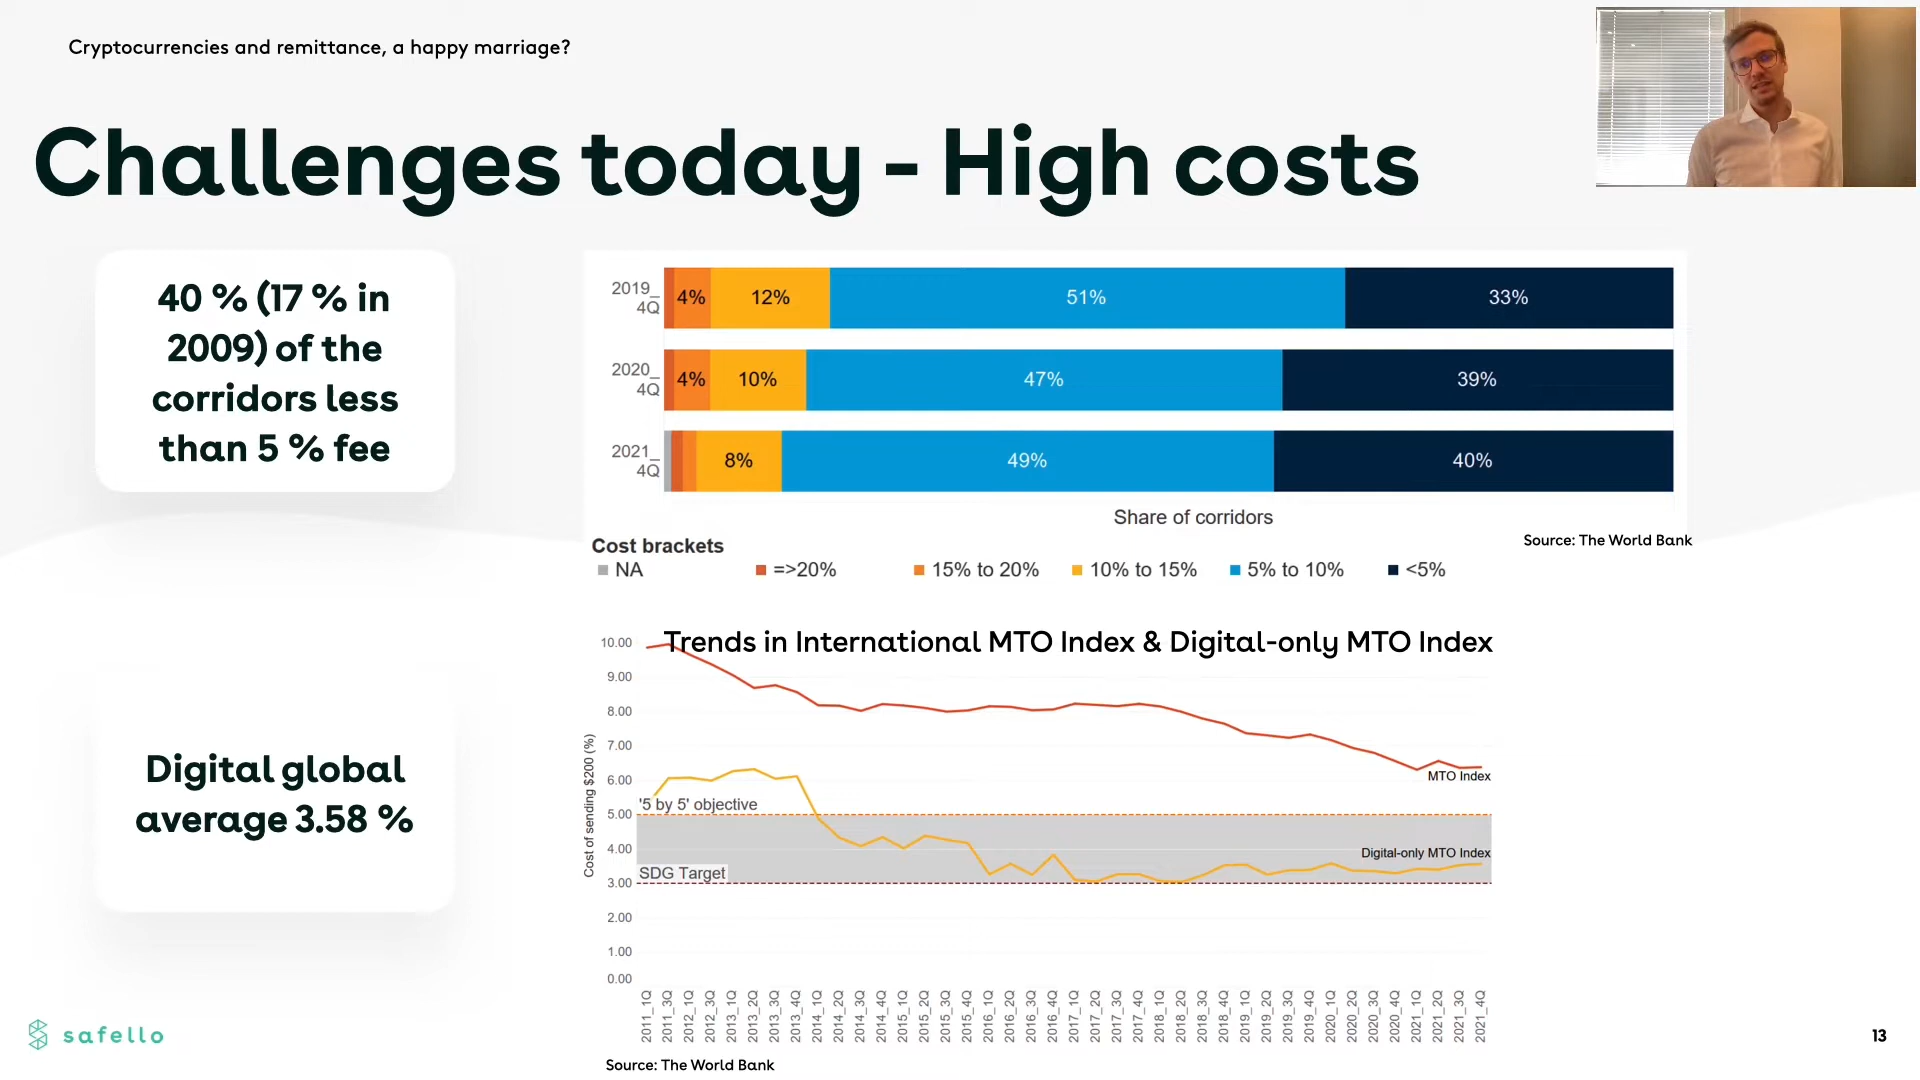 Cryptocurrencies and remittance, a happy marriage?
Challenges today - High costs
40 % (17 % in
2009) of the
corridors less
than 5 % fee
2019_
4Q
4%
12%
51%
33%
2020_
4Q
4%
10%
47%
39%
2021_
4Q
8%
49%
40%
Share of corridors
Source: The World Bank
Cost brackets
NA
=>20%
15% to 20%
10% to 15%
5% to 10%
<5%
Digital global
average 3.58 %
Trends in International MTO Index & Digital-only MTO Index
Cost of sending $200 (%)
10.00
9.00
8.00
7.00
6.00
5.00
4.00
3.00
2.00
1.00
0.00
MTO Index
'5 by 5' objective
Digital-only MTO Index
SDG Target
2011_1Q
2011_3Q
2012_1Q
2012_3Q
2013_1Q
2013_2Q
2013_3Q
2013_4Q
2014_1Q
2014_2Q
2014_3Q
2014_4Q
2015_1Q
2015_2Q
2015_3Q
2015_4Q
2016_1Q
2016_2Q
2016_3Q
2016_4Q
2017_1Q
2017_2Q
2017_3Q
2017_4Q
2018_1Q
2018_2Q
2018_3Q
2018_4Q
2019_1Q
2019_2Q
2019_3Q
2019_4Q
2020_1Q
2020_2Q
2020_3Q
2020_4Q
2021_1Q
2021_2Q
2021_3Q
2021_4Q
Source: The World Bank
safello
13